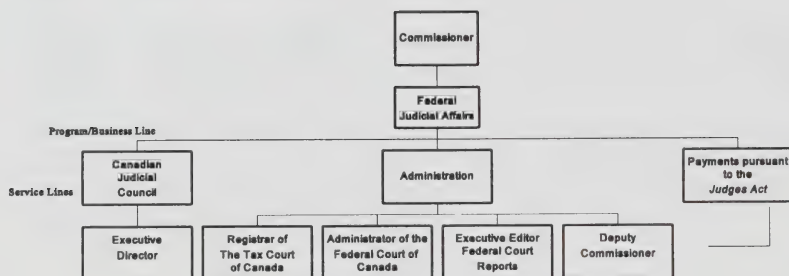 Commissioner
Federal
Judicial Affairs
Program/Business Line
Canadian
Judicial
Council
Administration
Payments pursuant
to the
Judges Act
Service Lines
Executive
Director
Registrar of
The Tax Court
of Canada
Administrator of the
Federal Court of
Canada
Executive Editor
Federal Court
Reports
Deputy
Commissioner